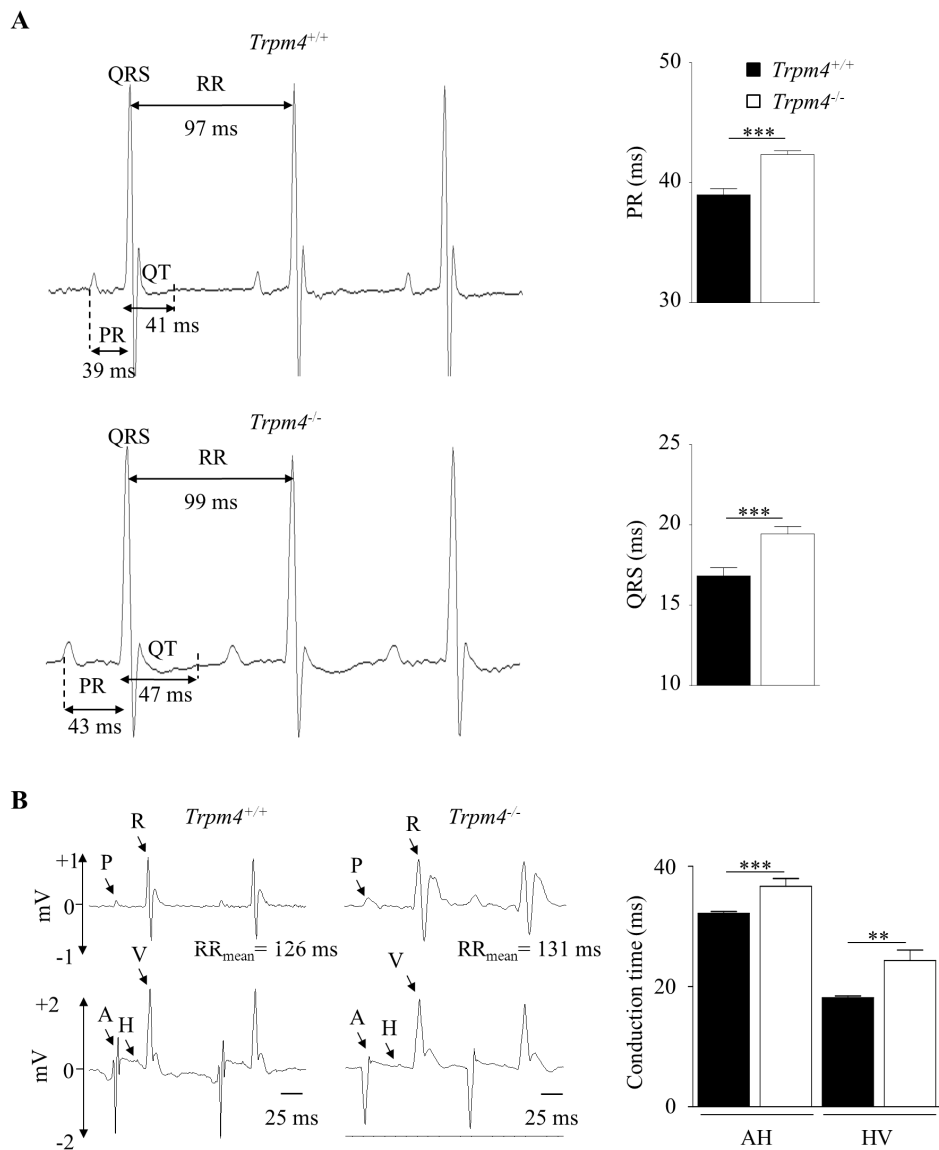 A
Trpm4+/+
QRS
RR
97 ms
QT
41 ms
PR
39 ms
50
40
30
PR (ms)
Trpm4+/+
Trpm4-/-
***
Trpm4-/-
QRS
RR
99 ms
QT
47 ms
PR
43 ms
25
20
15
10
QRS (ms)
***
B
Trpm4+/+
Trpm4-/-
R
P
+1
0
-1
mV
RRmean= 126 ms
R
P
RRmean= 131 ms
V
A
H
+2
0
-2
mV
25 ms
V
A
H
25 ms
40
20
0
Conduction time (ms)
***
**
AH
HV